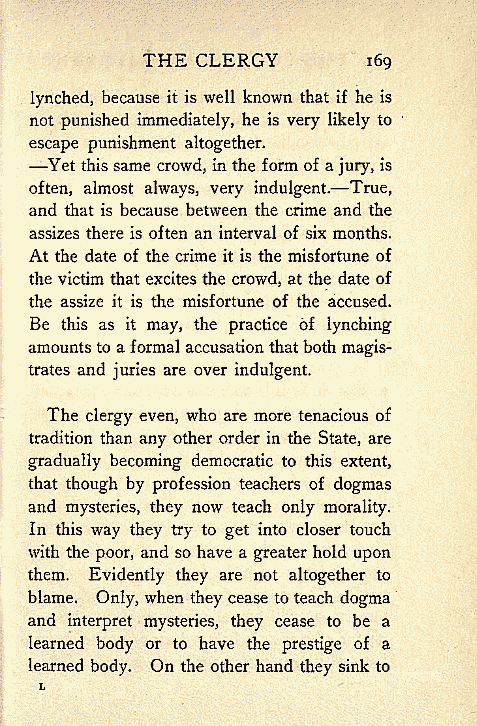 THE CLERGY 169
lynched, because it is well known that if he is
not punished immediately, he is very likely to
escape punishment altogether.
—Yet this same crowd, in the form of a jury, is
often, almost always, very indulgent.—True,
and that is because between the crime and the
assizes there is often an interval of six months.
At the date of the crime it is the misfortune of
the victim that excites the crowd, at the date of
the assize it is the misfortune of the accused.
Be this as it may, the practice of lynching
amounts to a formal accusation that both magis-
trates and juries are over indulgent.
The clergy even, who are more tenacious of
tradition than any other order in the State, are
gradually becoming democratic to this extent,
that though by profession teachers of dogmas
and mysteries, they now teach only morality.
In this way they try to get into closer touch
with the poor, and so have a greater hold upon
them. Evidently they are not altogether to
blame. Only, when they cease to teach dogma
and interpret mysteries, they cease to be a
learned body or to have the prestige of a
learned body. On the other hand they sink to
L